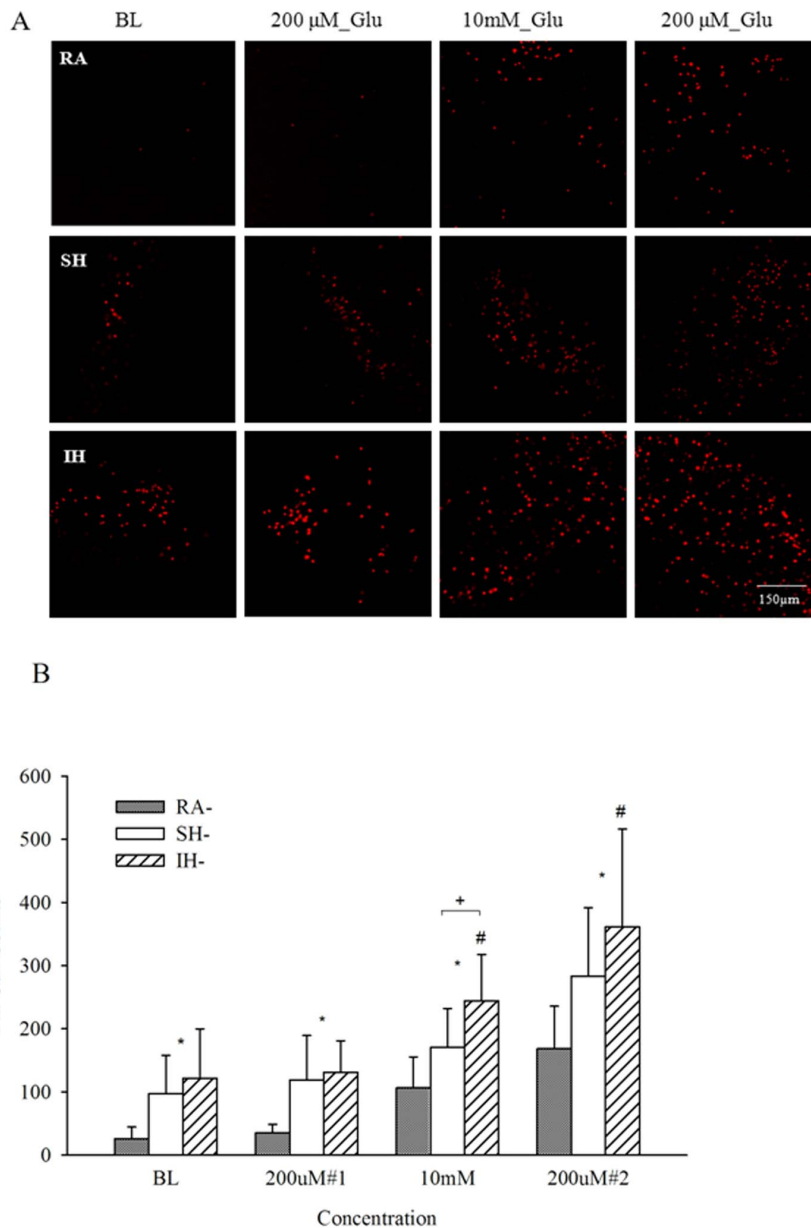 A
BL 200 μM_Glu 10mM_Glu 200 μM_Glu
RA
SH
IH
150μm
B
600
500
400
300
200
100
0
RA-
SH-
IH-
* * + * # * #
BL 200uM#1 10mM 200uM#2
Concentration